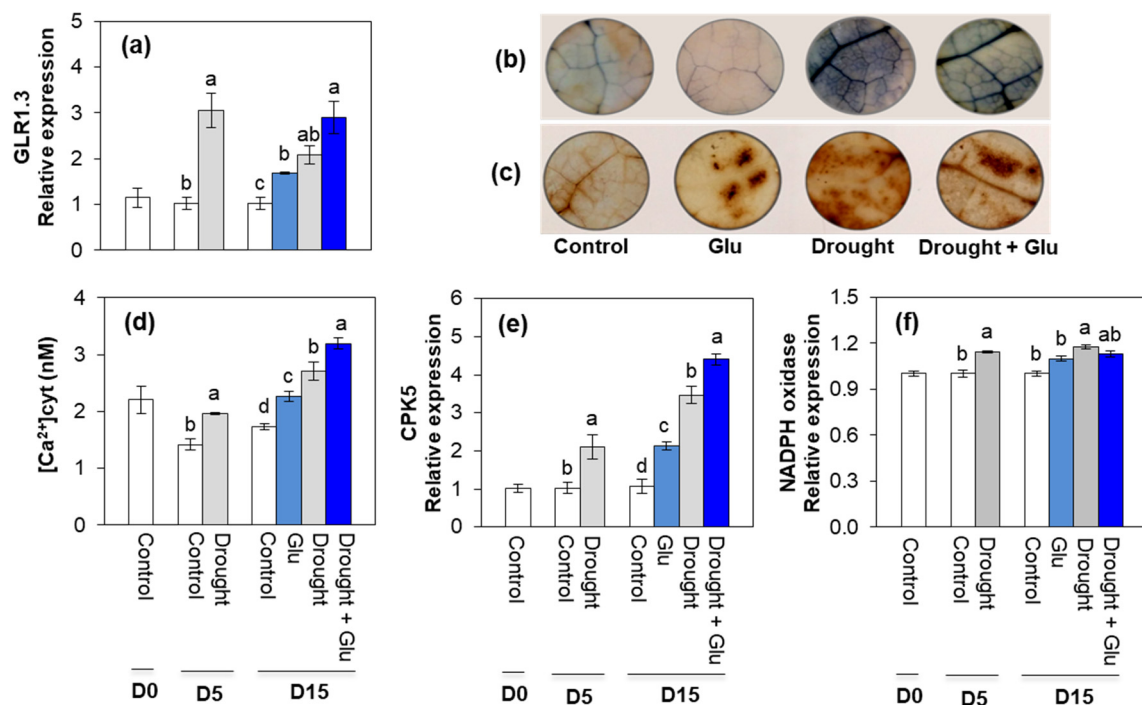 (a)
GLR1.3
Relative expression
5
4
3
2
1
0
b
a
c
b
ab
a
(b)
(c)
Control Glu Drought Drought + Glu
(d)
[Ca²⁺]cyt (nM)
4
3
2
1
0
b
a
d
c
b
a
Control
Control
Drought
Control
Glu
Drought
Drought + Glu
D0 D5 D15
(e)
CPK5
Relative expression
6
5
4
3
2
1
0
b
a
d
c
b
a
Control
Control
Drought
Control
Glu
Drought
Drought + Glu
D0 D5 D15
(f)
NADPH oxidase
Relative expression
1.5
1.2
0.9
0.6
0.3
0.0
b
a
b
b
a
ab
Control
Control
Drought
Control
Glu
Drought
Drought + Glu
D0 D5 D15